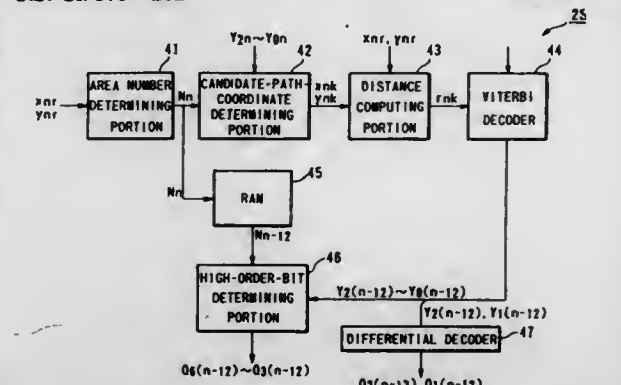 25
41
Y2n~Y0n
42
xnr, ynr
43
44
xnr
ynr
AREA NUMBER
DETERMINING
PORTION
Nn
CANDIDATE-PATH-
COORDINATE
DETERMINING
PORTION
xnk
ynk
DISTANCE
COMPUTING
PORTION
rnk
VITERBI
DECODER
45
Nn
RAM
Nn-12
46
HIGH-ORDER-BIT
DETERMINING
PORTION
Y2(n-12)~Y0(n-12)
Y2(n-12), Y1(n-12)
47
DIFFERENTIAL DECODER
Q6(n-12)~Q3(n-12)